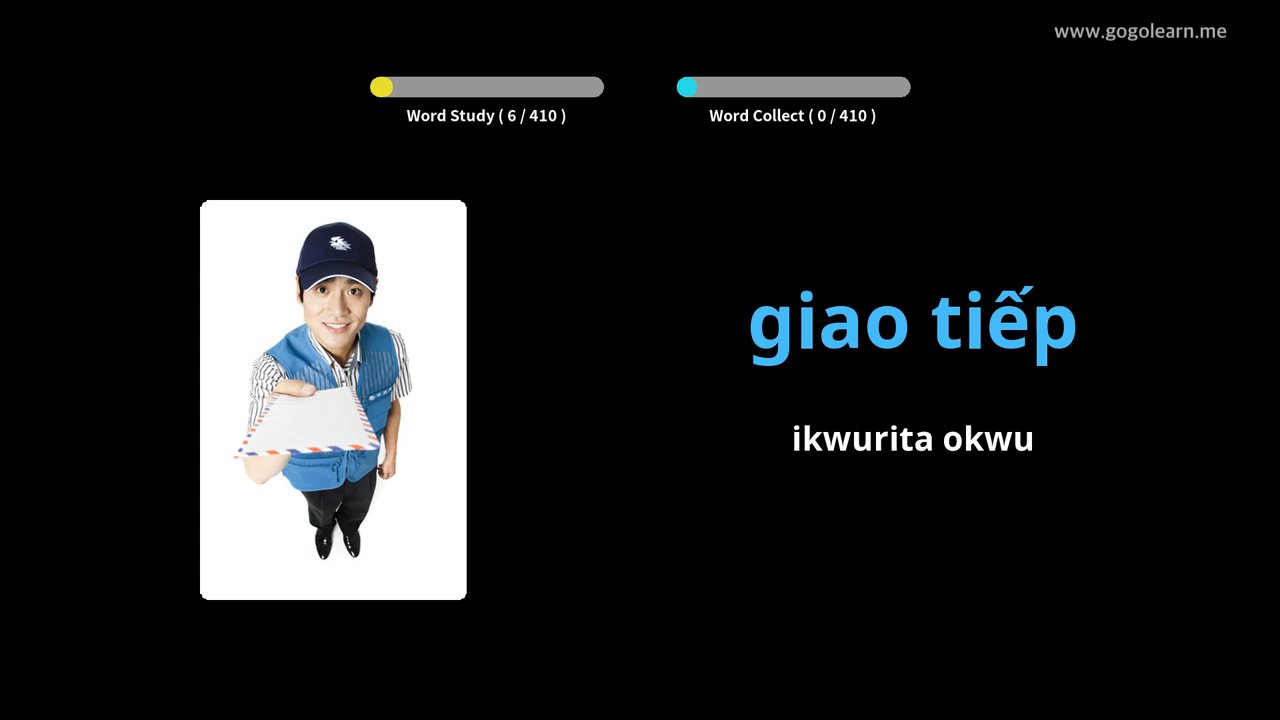 www.gogolearn.me
Word Study ( 6 / 410 )
Word Collect ( 0 / 410 )
giao tiếp
ikwurita okwu